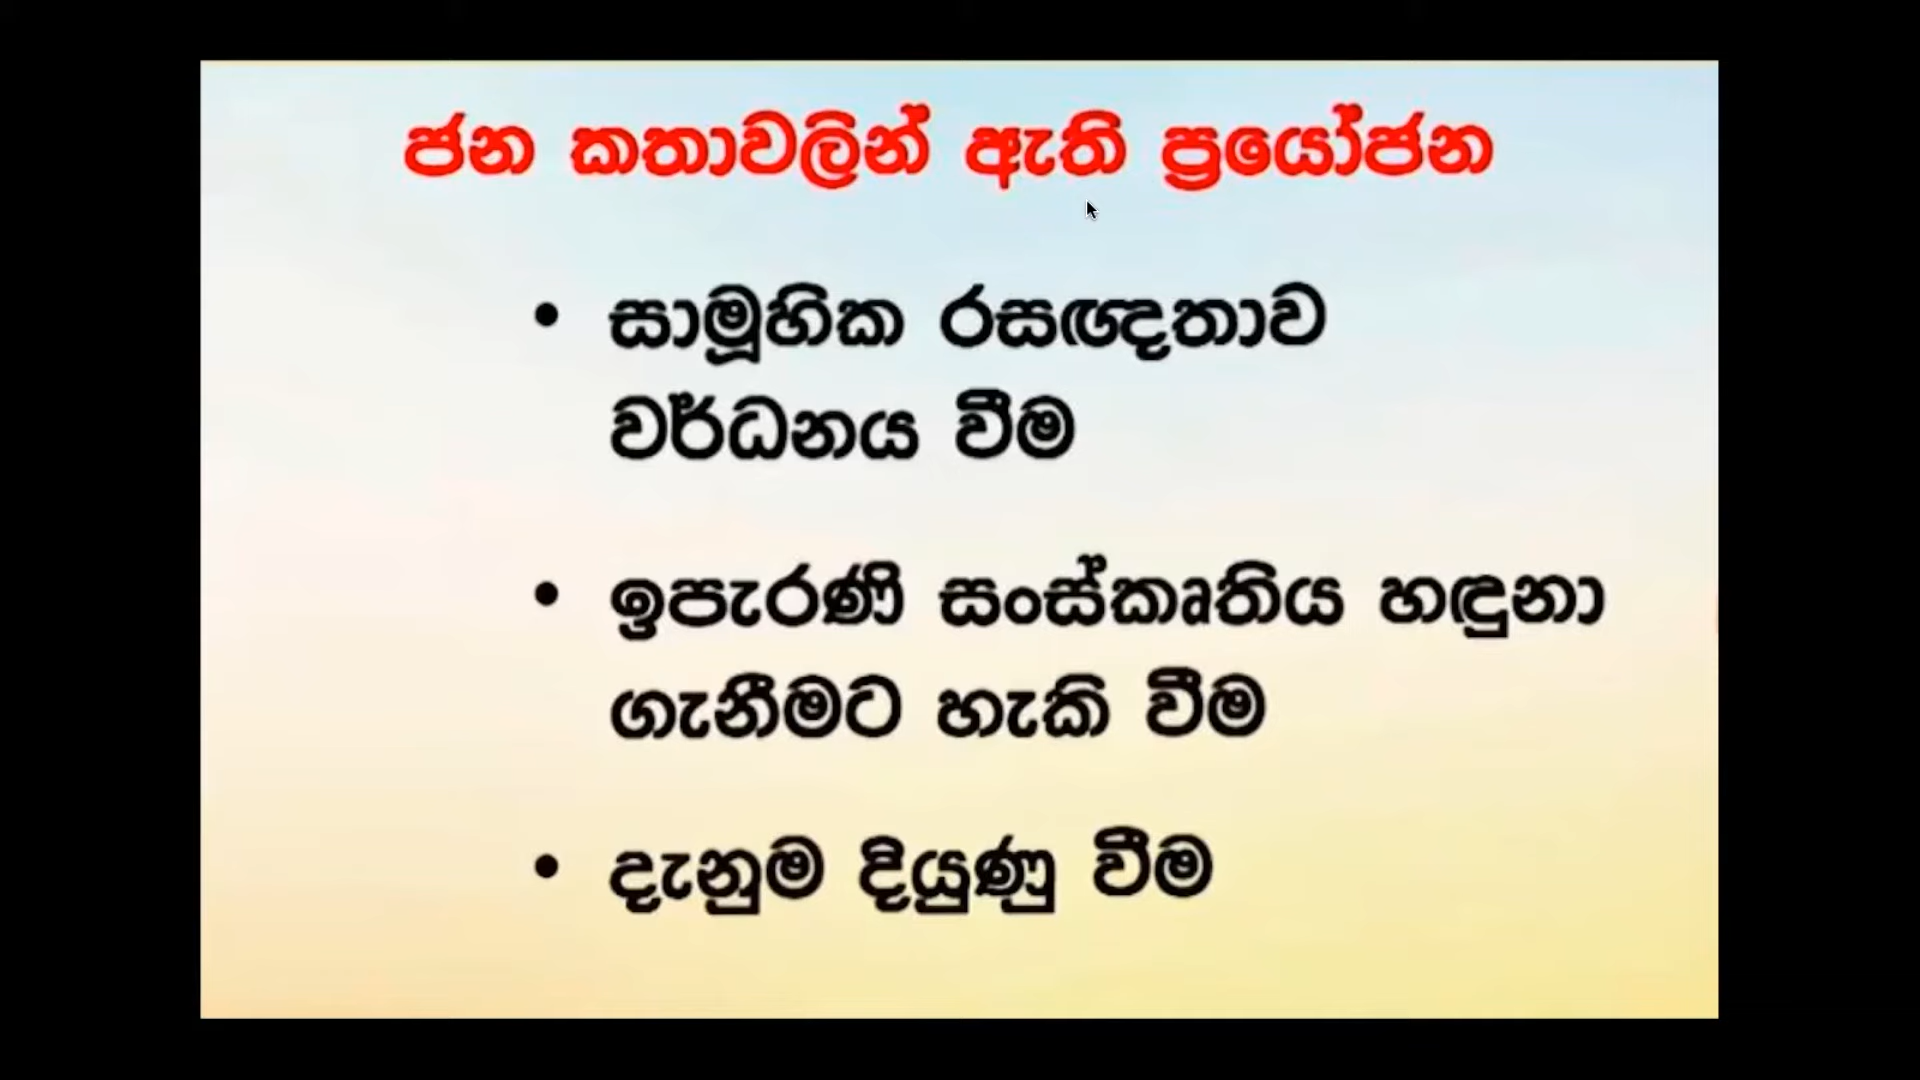 ජන කතාවලින් ඇති ප්‍රයෝජන
• සාමූහික රසඥතාව
වර්ධනය වීම
• ඉපැරණි සංස්කෘතිය හඳුනා
ගැනීමට හැකි වීම
• දැනුම දියුණු වීම